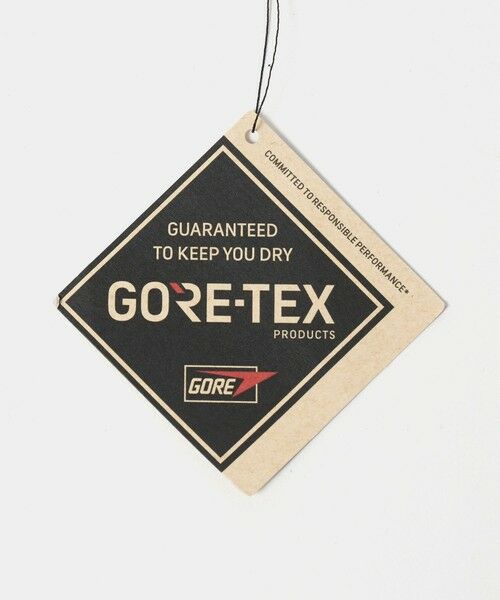 COMMITTED TO RESPONSIBLE PERFORMANCE*
GUARANTEED
TO KEEP YOU DRY
GORE-TEX
PRODUCTS
GORE